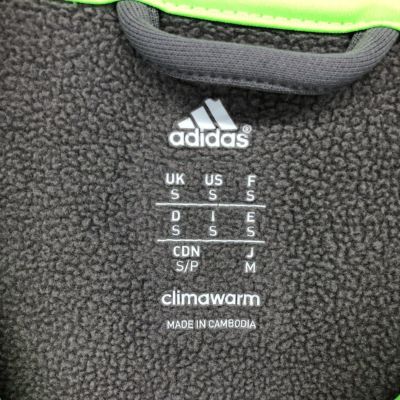 adidas®
UK US F
S S S
D I E
S S S
CDN J
S/P M
climawarm
MADE IN CAMBODIA